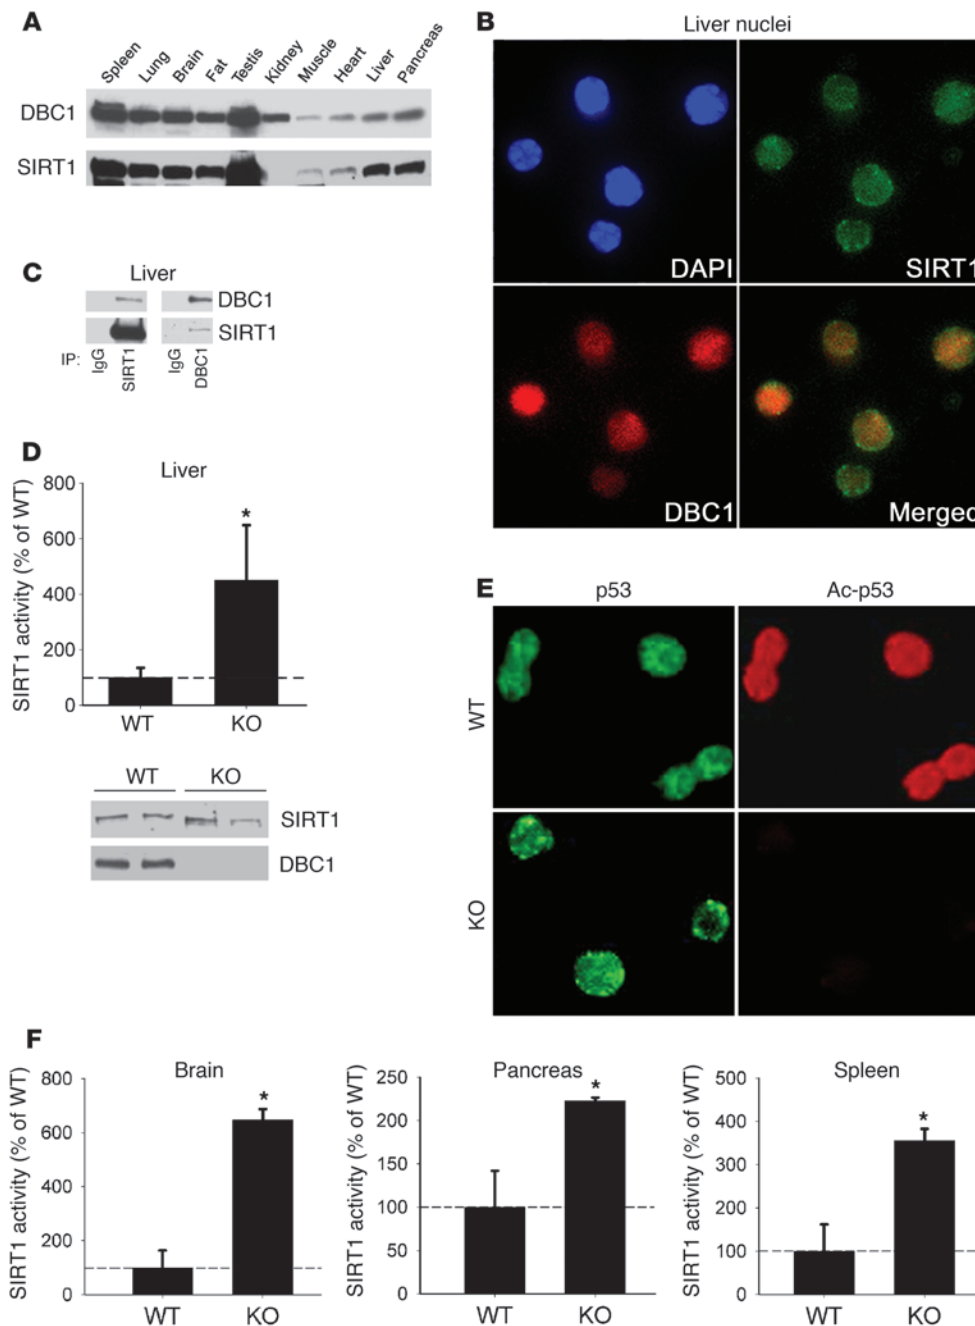 A
Spleen
Lung
Brain
Fat
Testis
Kidney
Muscle
Heart
Liver
Pancreas
DBC1
SIRT1
B
Liver nuclei
DAPI
SIRT1
DBC1
Merged
C
Liver
DBC1
SIRT1
IP:
IgG
SIRT1
IgG
DBC1
D
Liver
SIRT1 activity (% of WT)
800
600
400
200
0
*
WT KO
WT KO
SIRT1
DBC1
E
p53 Ac-p53
WT
KO
F
Brain
SIRT1 activity (% of WT)
800
600
400
200
0
*
WT KO
Pancreas
SIRT1 activity (% of WT)
250
200
150
100
50
0
*
WT KO
Spleen
SIRT1 activity (% of WT)
500
400
300
200
100
0
*
WT KO